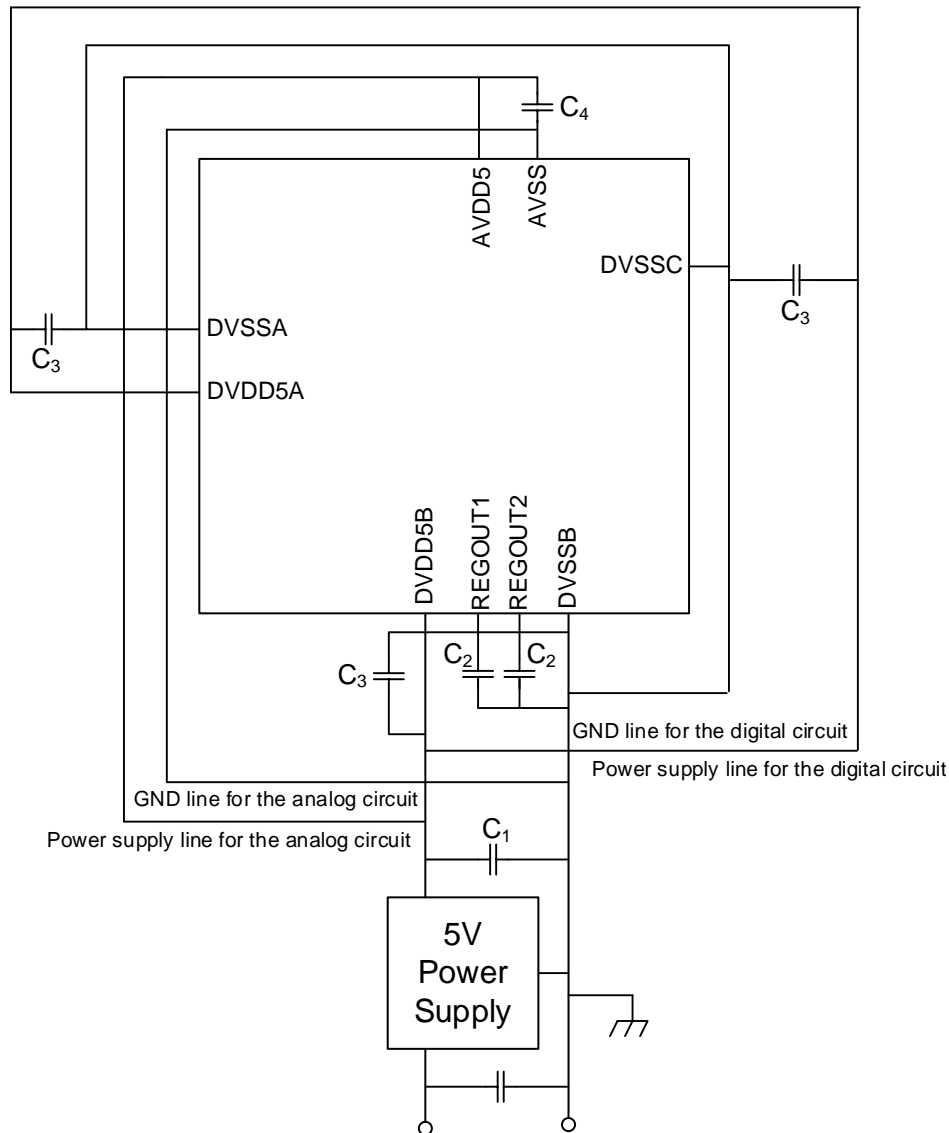 C4
AVDD5
AVSS
DVSSC
C3
DVSSA
C3
DVDD5A
DVDD5B
REGOUT1
REGOUT2
DVSSB
C3
C2
C2
GND line for the digital circuit
Power supply line for the digital circuit
GND line for the analog circuit
Power supply line for the analog circuit
C1
5V
Power
Supply